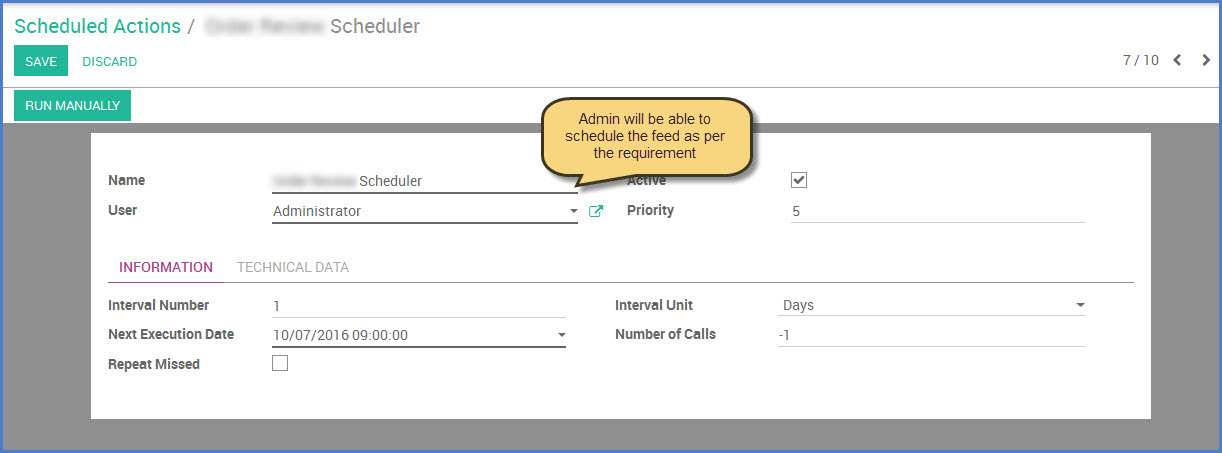 Scheduled Actions / Scheduler
SAVE DISCARD 7 / 10
RUN MANUALLY
Admin will be able to
schedule the feed as per
the requirement
Name Scheduler Active
User Administrator Priority 5
INFORMATION TECHNICAL DATA
Interval Number 1 Interval Unit Days
Next Execution Date 10/07/2016 09:00:00 Number of Calls -1
Repeat Missed